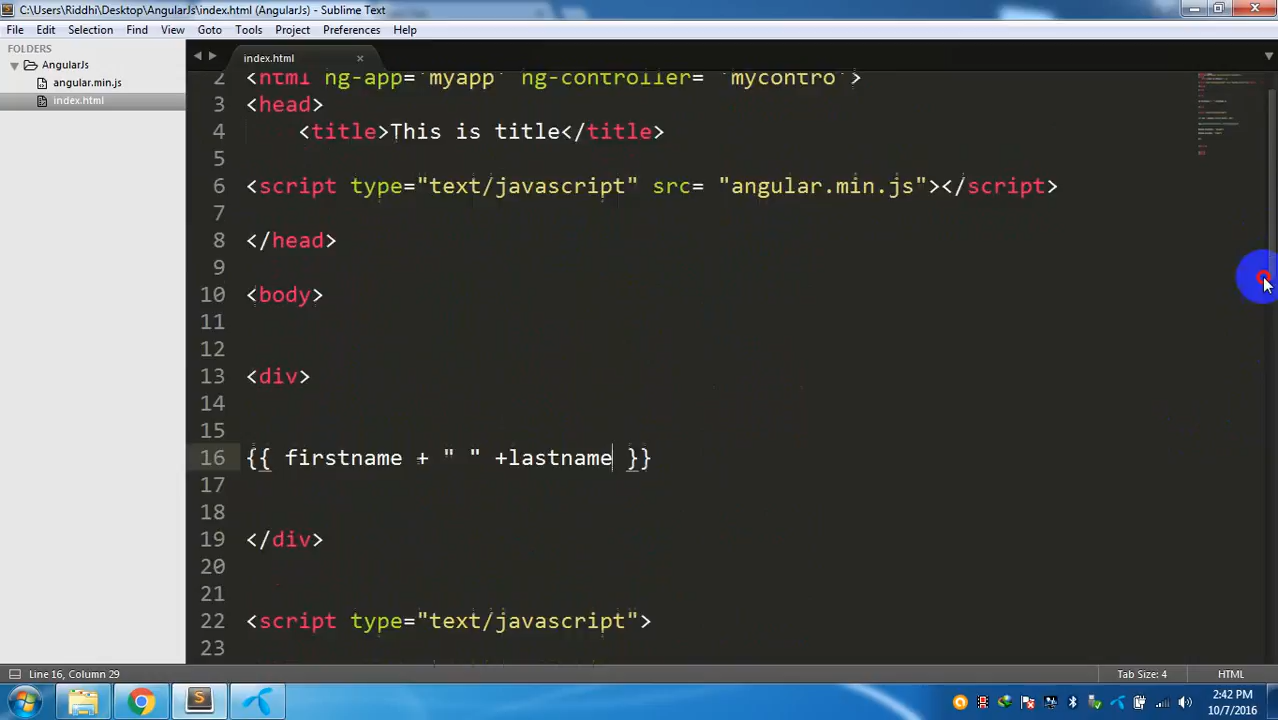 C:\Users\Riddhi\Desktop\AngularJs\index.html (AngularJs) - Sublime Text
File Edit Selection View Goto Tools Project Preferences Help
FOLDERS
AngularJs
angular.min.js
index.html
index.html
2 <html ng-app="myapp" ng-controller= "mycontro">
3 <head>
4 <title>This is title</title>
5
6 <script type="text/javascript" src= "angular.min.js"></script>
7
8 </head>
9
10 <body>
11
12
13 <div>
14
15
16 {{ firstname + " " +lastname }}
17
18
19 </div>
20
21
22 <script type="text/javascript">
23
Line 16, Column 29
Tab Size: 4
HTML
2:42 PM
10/7/2016